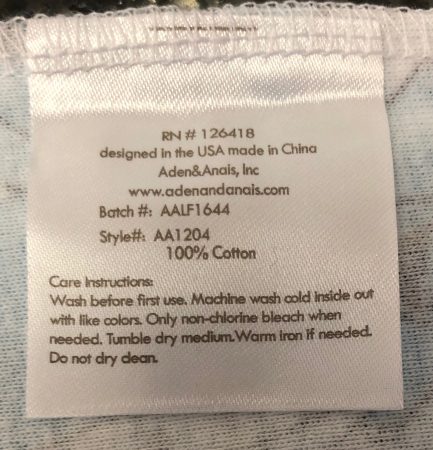 RN # 126418
designed in the USA made in China
Aden&Anais, Inc
www.adenandanais.com
Batch #: AALF1644
Style#: AA1204
100% Cotton
Care Instructions:
Wash before first use. Machine wash cold inside out
with like colors. Only non-chlorine bleach when
needed. Tumble dry medium.Warm iron if needed.
Do not dry clean.